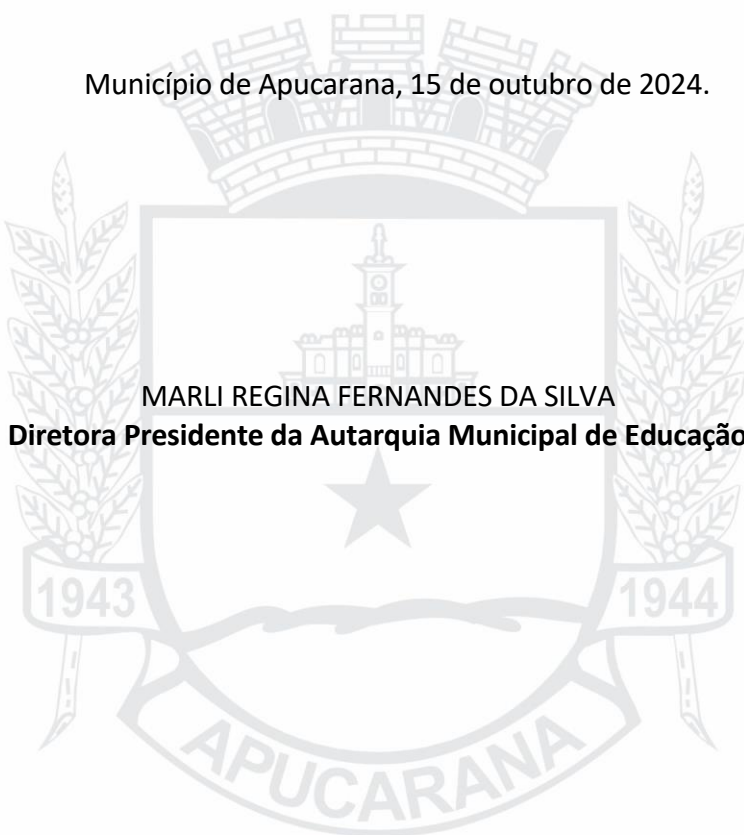 Município de Apucarana, 15 de outubro de 2024.
MARLI REGINA FERNANDES DA SILVA
Diretora Presidente da Autarquia Municipal de Educação
1943
1944
APUCARANA